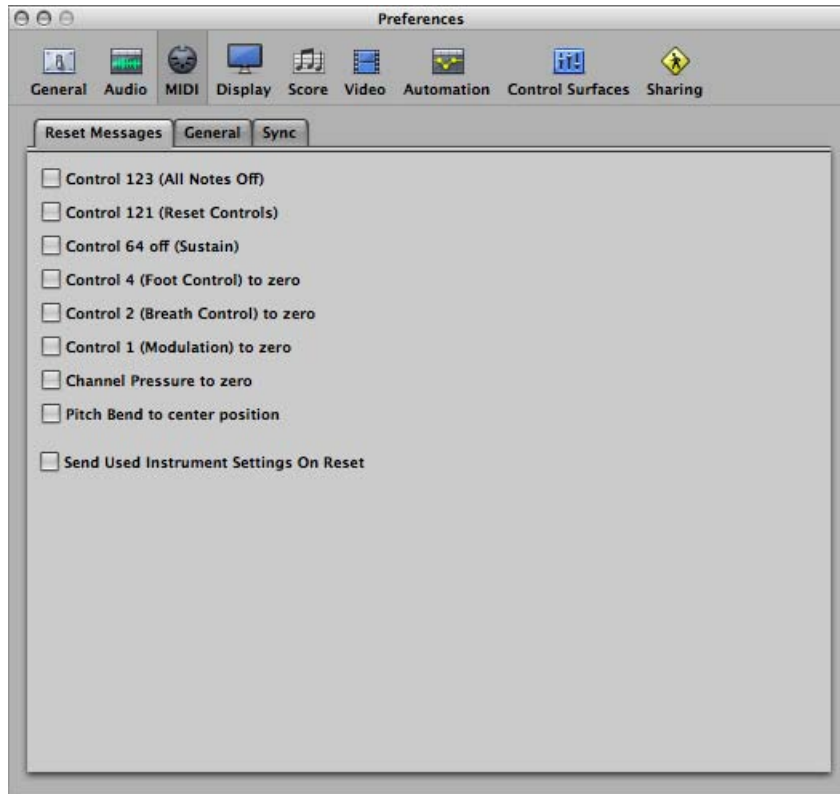 Preferences
General Audio MIDI Display Score Video Automation Control Surfaces Sharing
Reset Messages General Sync
Control 123 (All Notes Off)
Control 121 (Reset Controls)
Control 64 off (Sustain)
Control 4 (Foot Control) to zero
Control 2 (Breath Control) to zero
Control 1 (Modulation) to zero
Channel Pressure to zero
Pitch Bend to center position
Send Used Instrument Settings On Reset